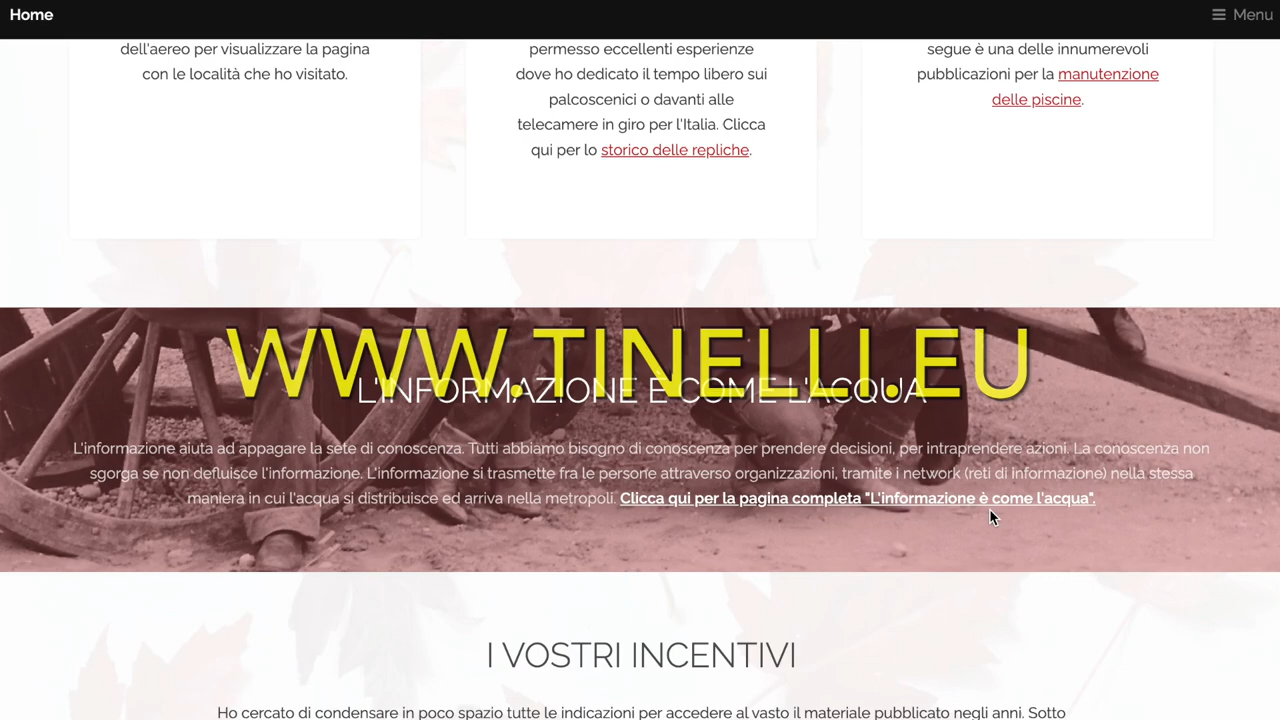 Home
Menu
dell'aereo per visualizzare la pagina
con le località che ho visitato.
permesso eccellenti esperienze
dove ho dedicato il tempo libero sui
palcoscenici o davanti alle
telecamere in giro per l'Italia. Clicca
qui per lo storico delle repliche.
segue è una delle innumerevoli
pubblicazioni per la manutenzione
delle piscine.
WWW.TINELLI.EU
L'INFORMAZIONE È COME L'ACQUA
L'informazione aiuta ad appagare la sete di conoscenza. Tutti abbiamo bisogno di conoscenza per prendere decisioni, per intraprendere azioni. La conoscenza non
sgorga se non defluisce l'informazione. L'informazione si trasmette fra le persone attraverso organizzazioni, tramite i network (reti di informazione) nella stessa
maniera in cui l'acqua si distribuisce ed arriva nella metropoli. Clicca qui per la pagina completa "L'informazione è come l'acqua".
I VOSTRI INCENTIVI
Ho cercato di condensare in poco spazio tutte le indicazioni per accedere al vasto il materiale pubblicato negli anni. Sotto